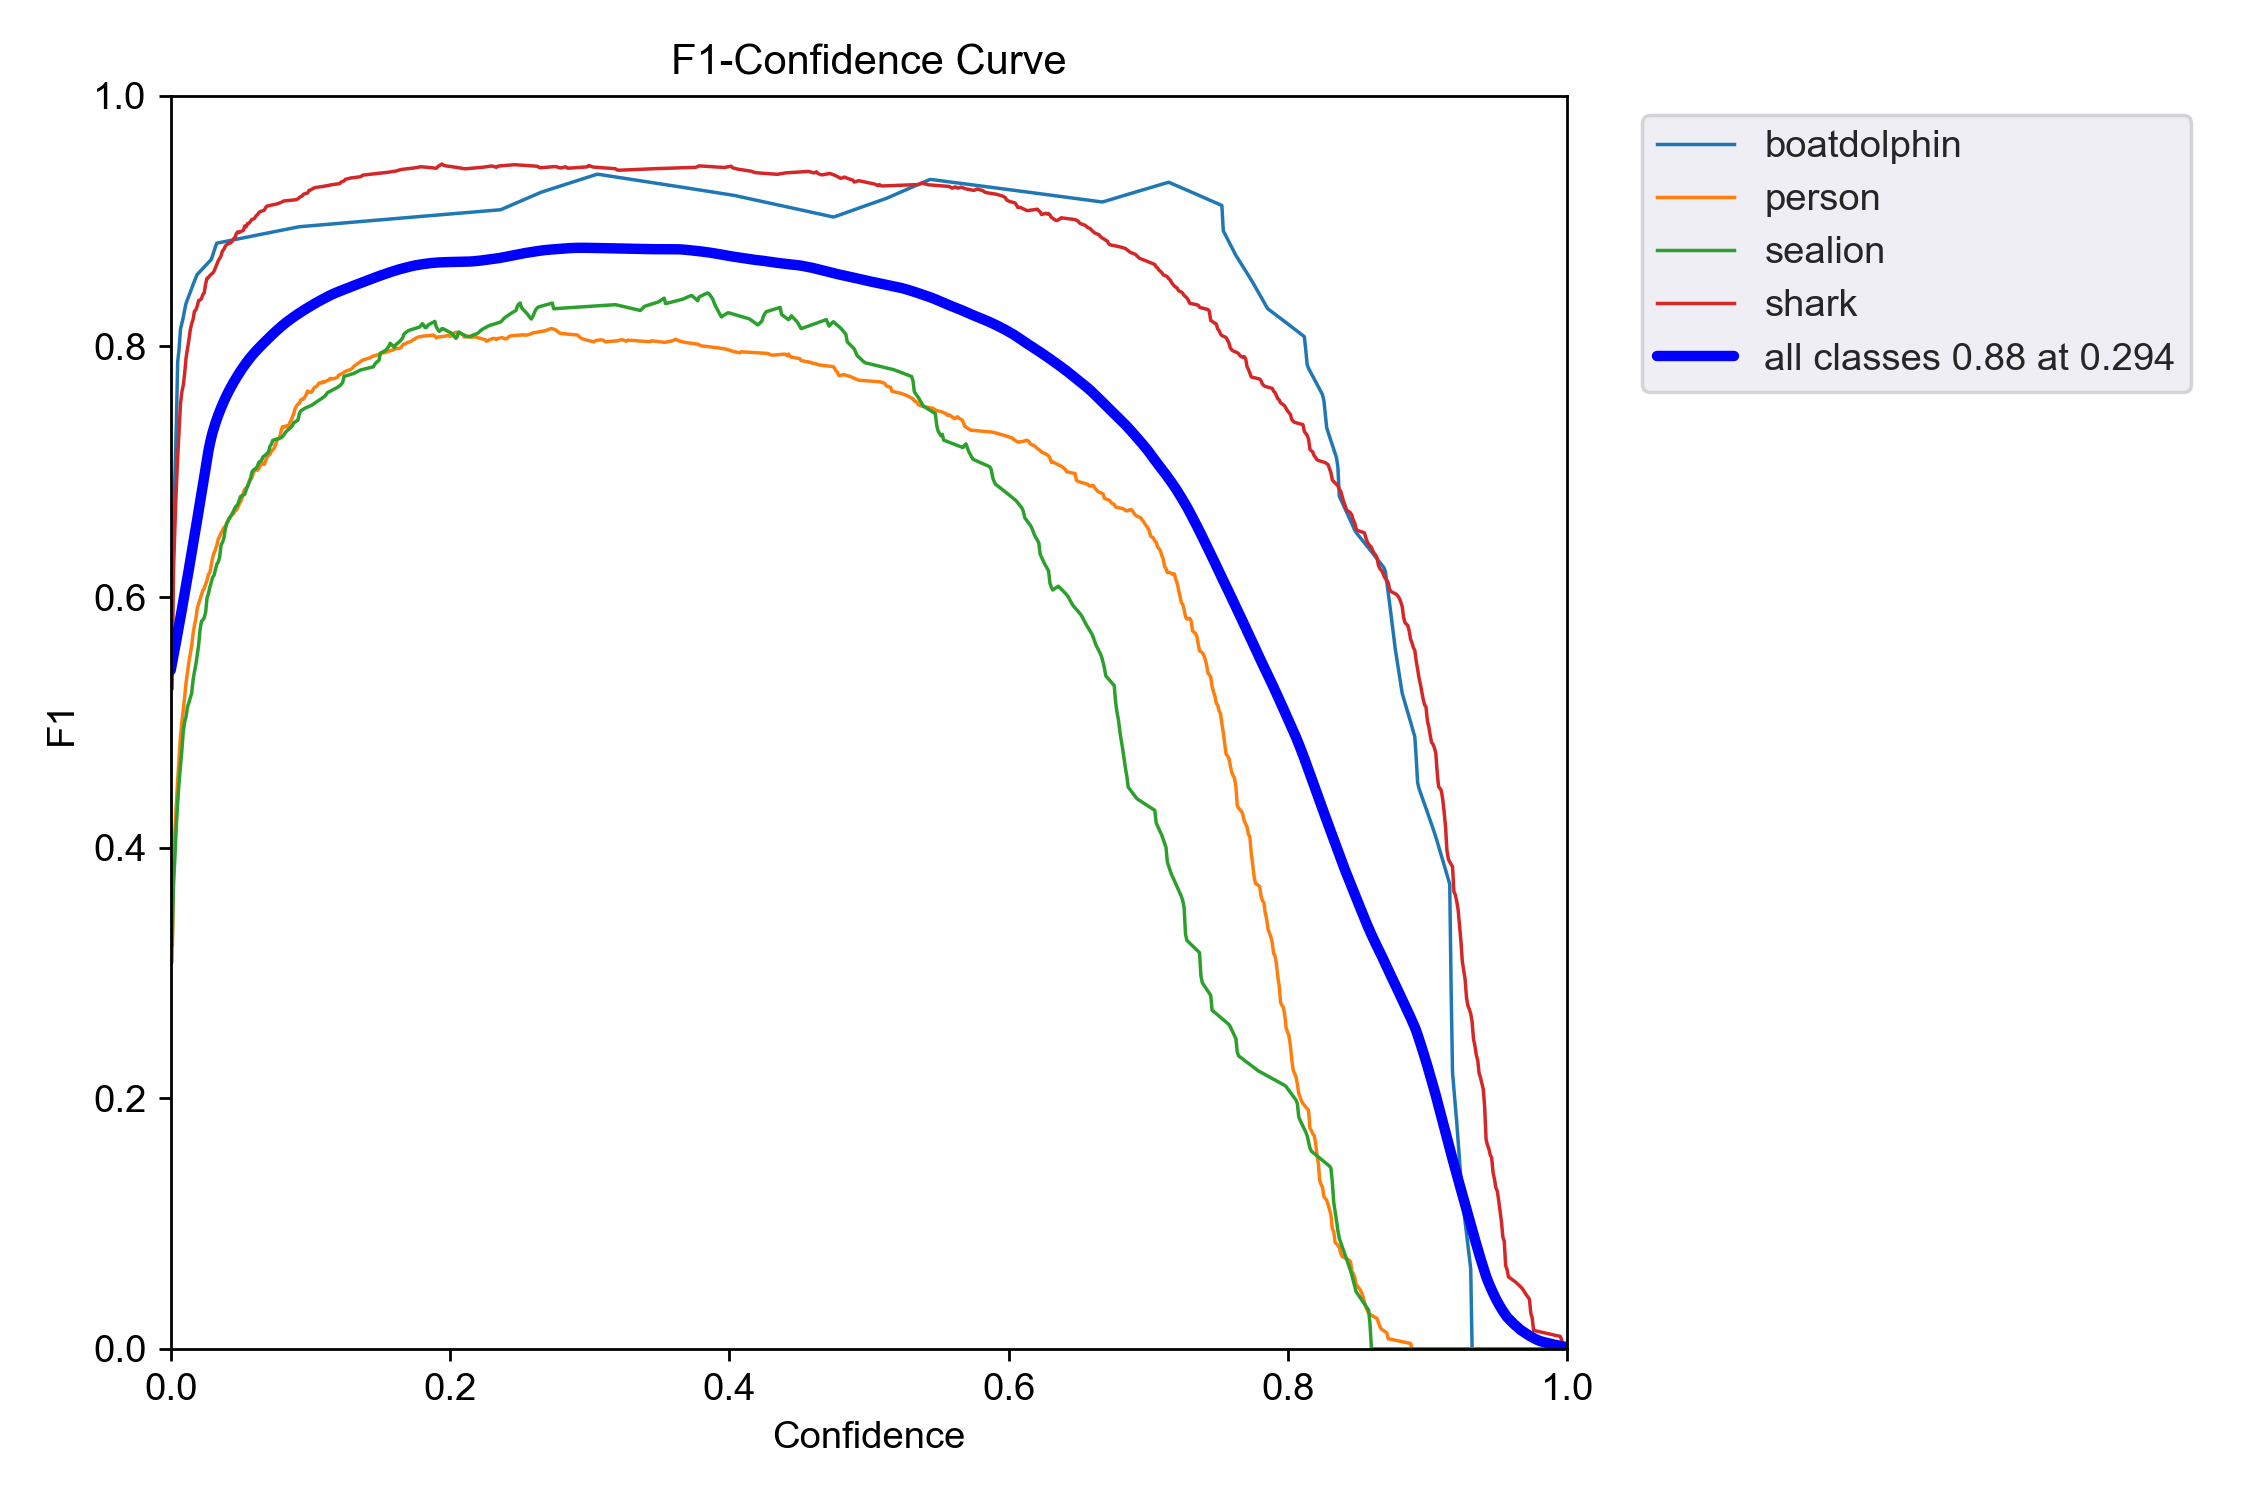 F1-Confidence Curve
1.0
0.8
0.6
0.4
0.2
0.0
F1
0.0 0.2 0.4 0.6 0.8 1.0
Confidence
boatdolphin
person
sealion
shark
all classes 0.88 at 0.294